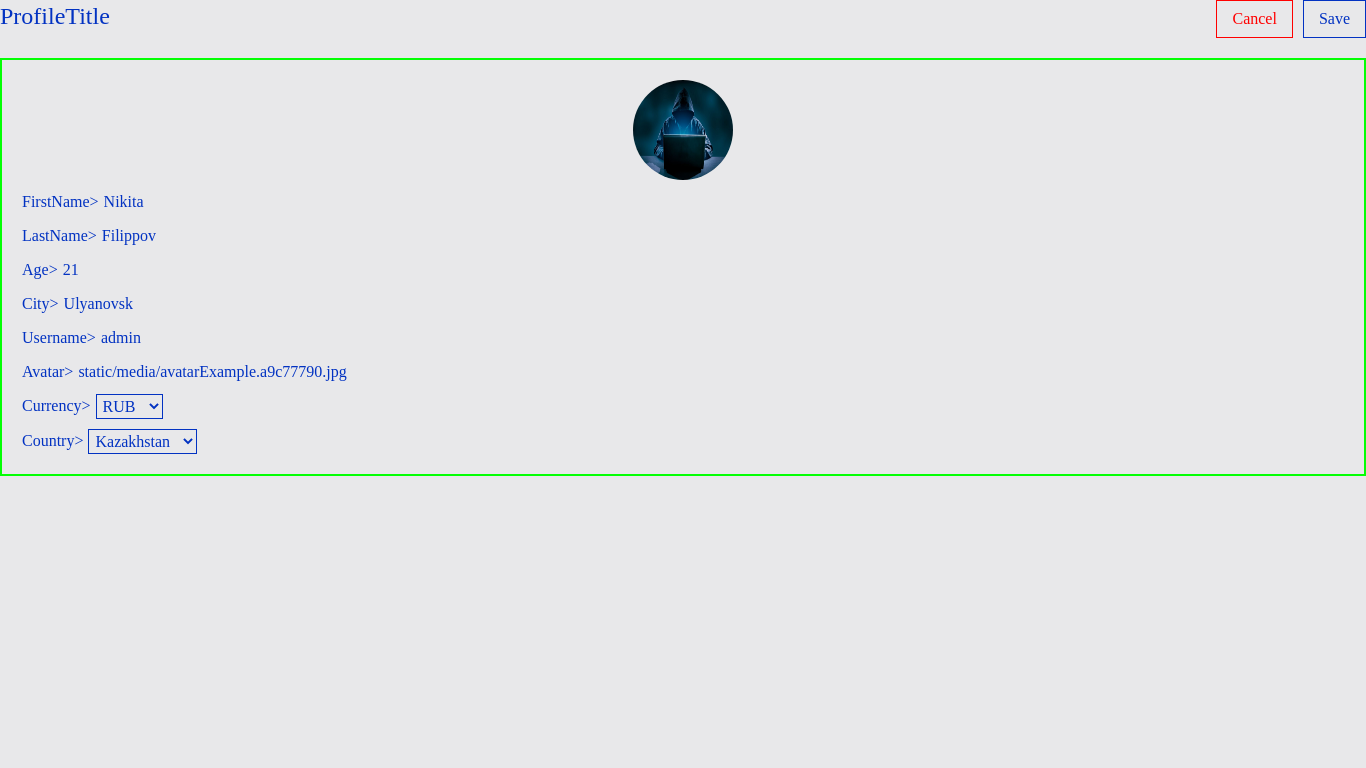 ProfileTitle
Cancel
Save
FirstName> Nikita
LastName> Filippov
Age> 21
City> Ulyanovsk
Username> admin
Avatar> static/media/avatarExample.a9c77790.jpg
Currency> RUB
Country> Kazakhstan